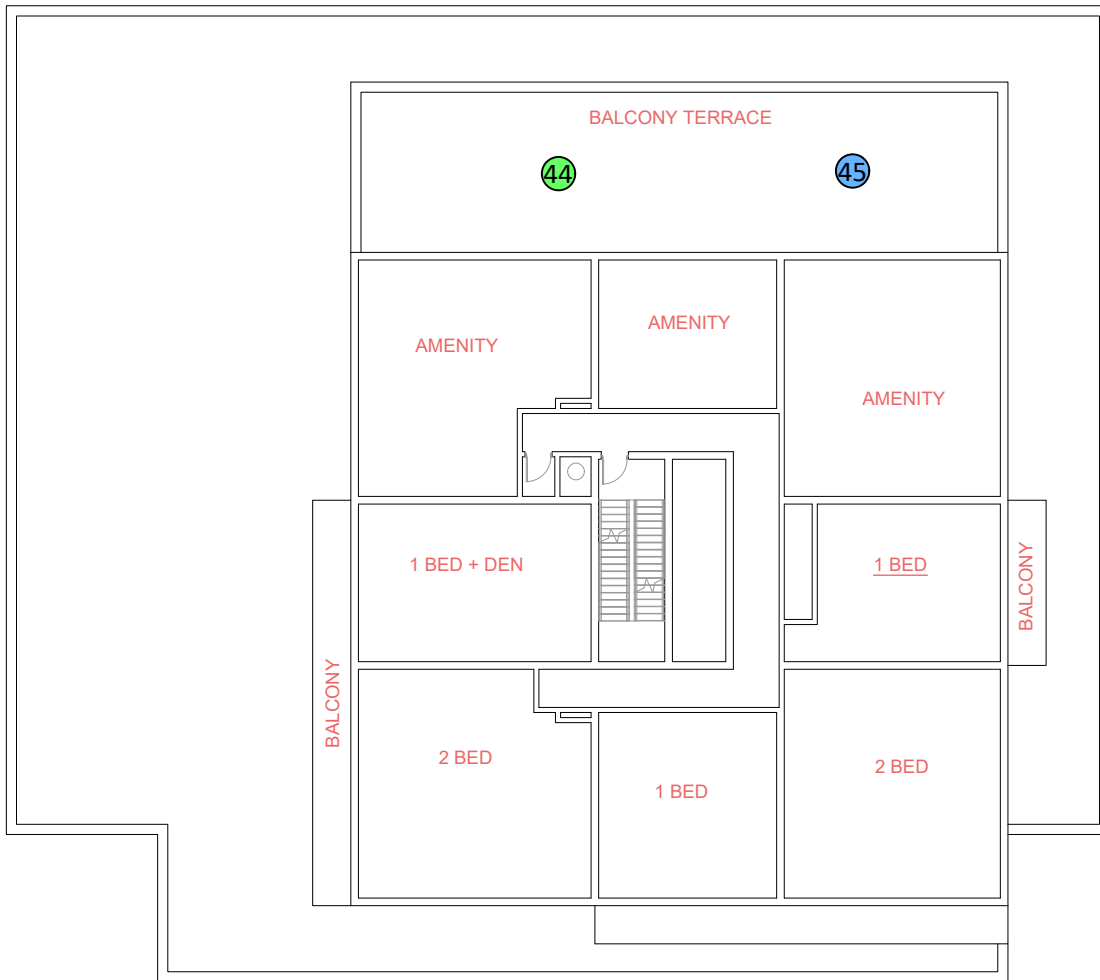 BALCONY TERRACE
44
45
AMENITY
AMENITY
AMENITY
1 BED + DEN
1 BED
BALCONY
BALCONY
2 BED
1 BED
2 BED